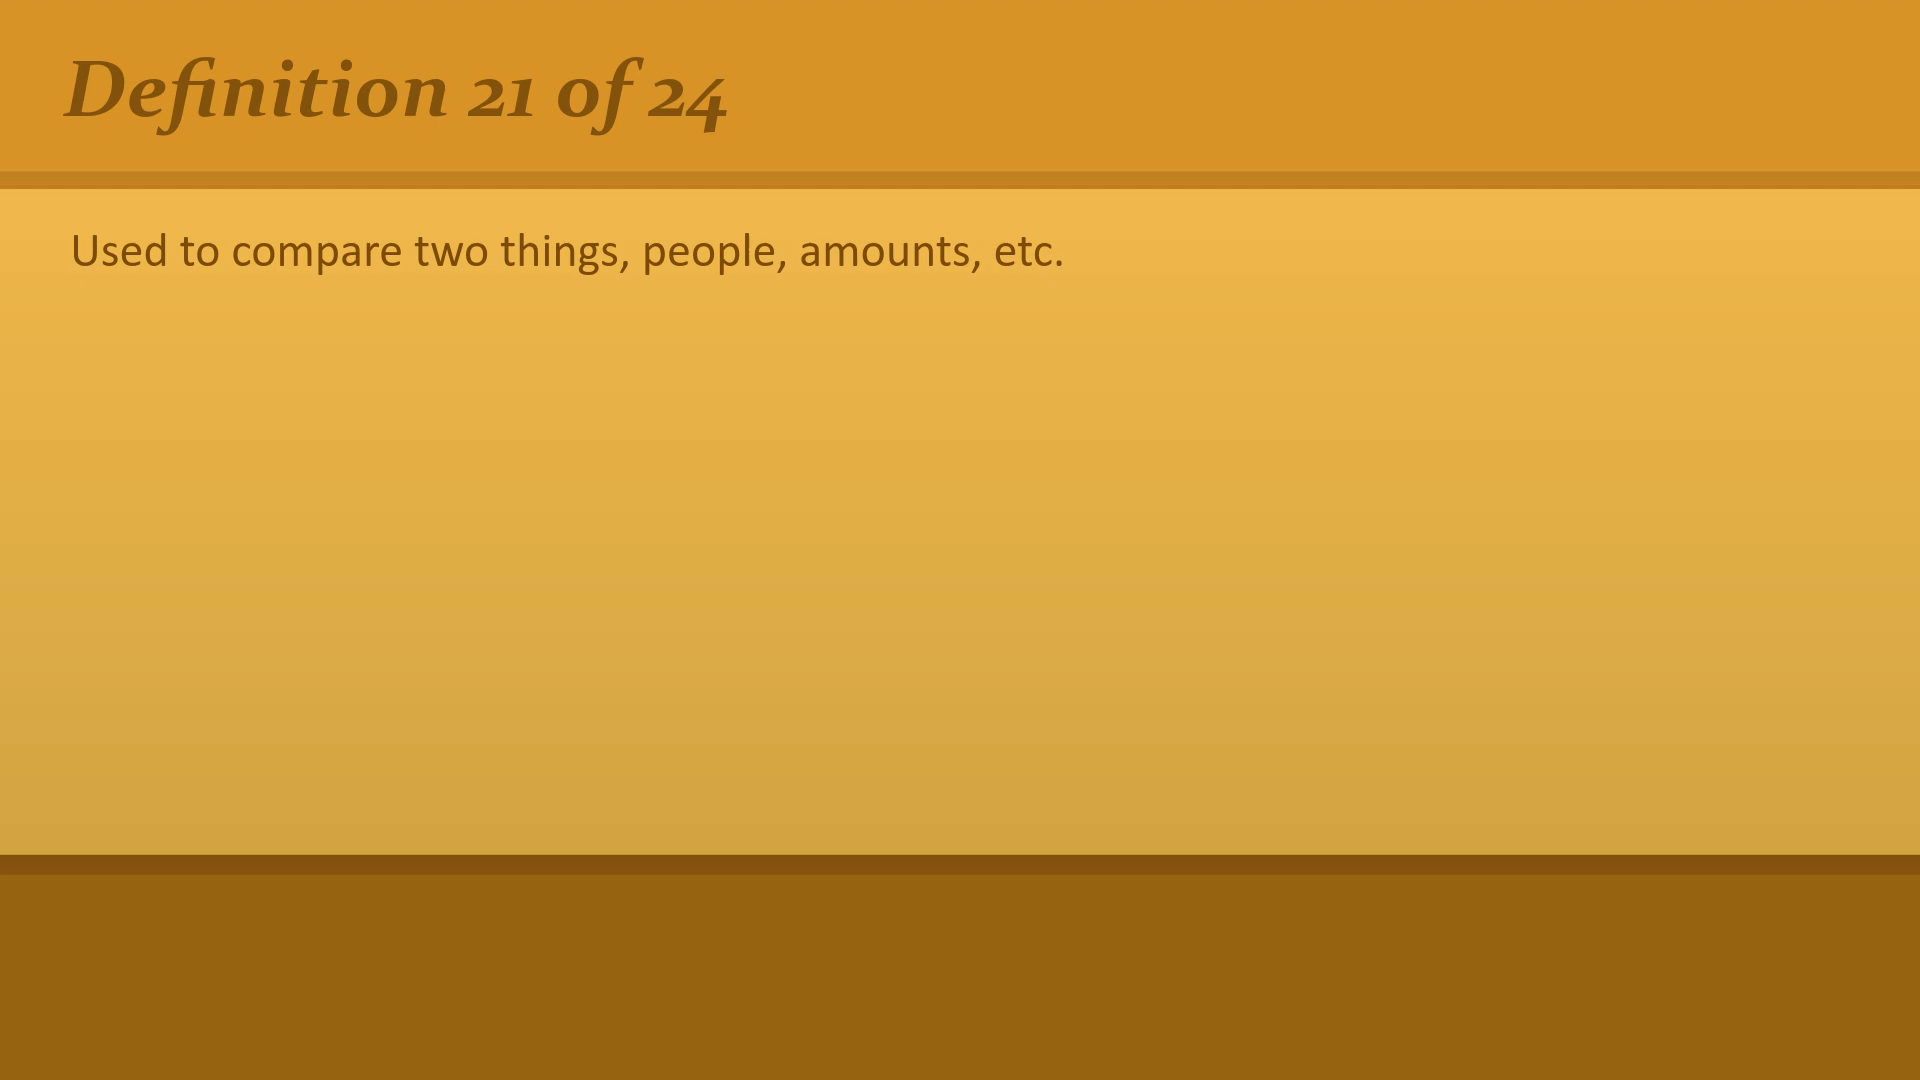 Definition 21 of 24
Used to compare two things, people, amounts, etc.